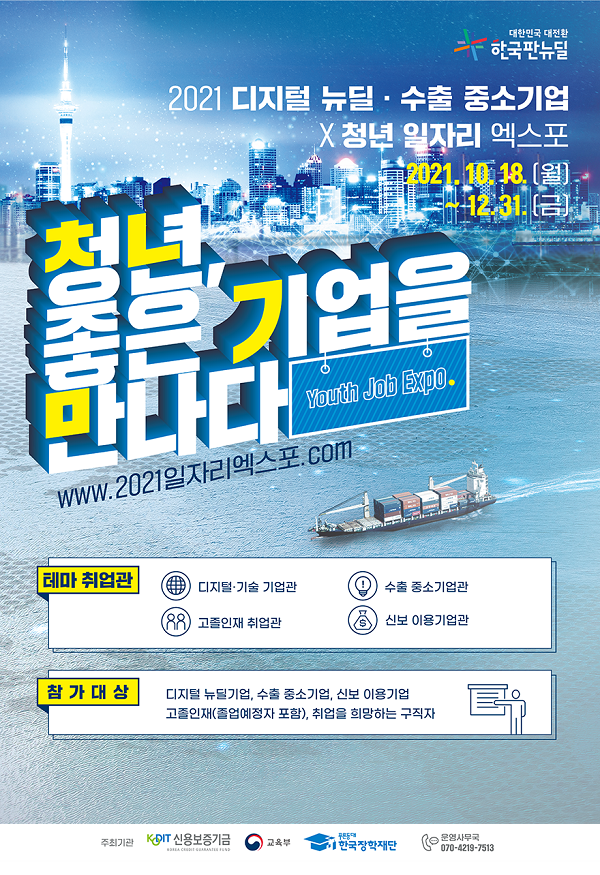 대한민국 대전환
한국판뉴딜
2021 디지털 뉴딜 · 수출 중소기업
X 청년 일자리 엑스포
2021. 10. 18. (월)
~ 12. 31. (금)
청년,
좋은 기업을
만나다
Youth Job Expo.
www.2021일자리엑스포.com
테마 취업관
디지털·기술 기업관
수출 중소기업관
고졸인재 취업관
신보 이용기업관
참가대상
디지털 뉴딜기업, 수출 중소기업, 신보 이용기업
고졸인재(졸업예정자 포함), 취업을 희망하는 구직자
주최기관
KODIT 신용보증기금
KOREA CREDIT GUARANTEE FUND
교육부
푸른등대
한국장학재단
운영사무국
070-4219-7513